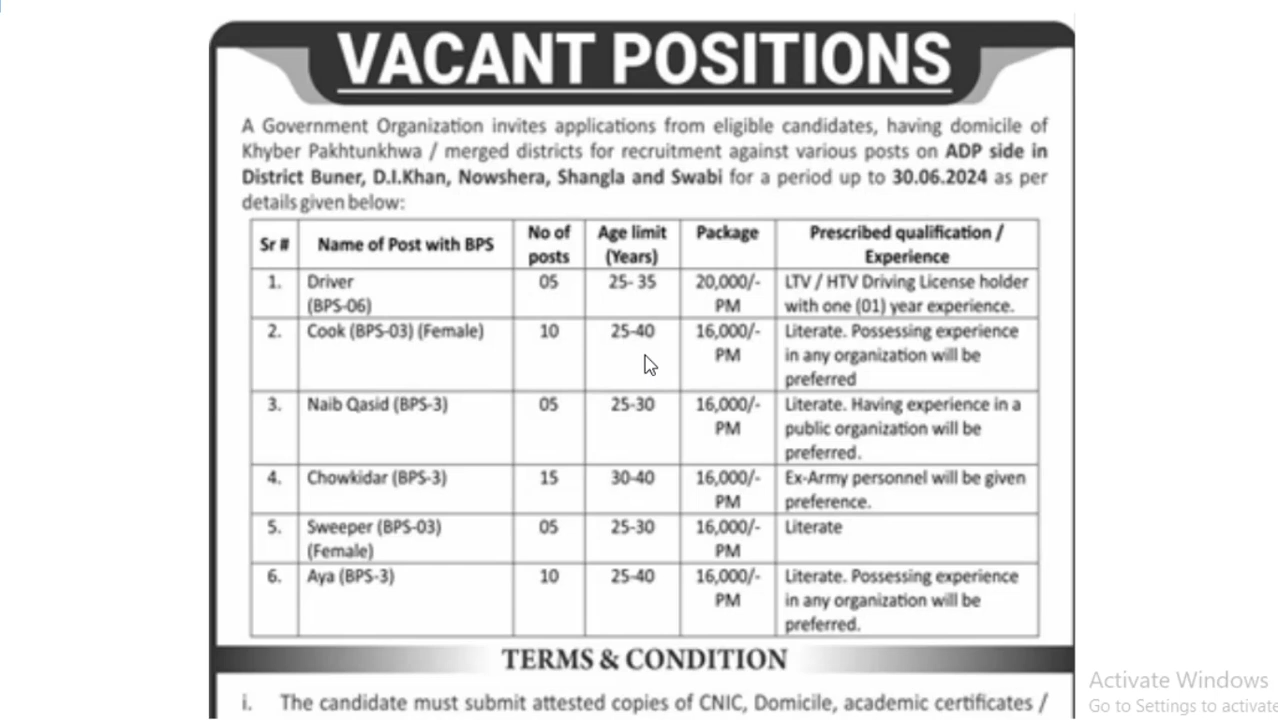 VACANT POSITIONS
A Government Organization invites applications from eligible candidates, having domicile of
Khyber Pakhtunkhwa / merged districts for recruitment against various posts on ADP side in
District Buner, D.I.Khan, Nowshera, Shangla and Swabi for a period up to 30.06.2024 as per
details given below:
Sr # Name of Post with BPS No of posts Age limit (Years) Package Prescribed qualification / Experience
1. Driver (BPS-06) 05 25- 35 20,000/- PM LTV / HTV Driving License holder with one (01) year experience.
2. Cook (BPS-03) (Female) 10 25-40 16,000/- PM Literate. Possessing experience in any organization will be preferred
3. Naib Qasid (BPS-3) 05 25-30 16,000/- PM Literate. Having experience in a public organization will be preferred.
4. Chowkidar (BPS-3) 15 30-40 16,000/- PM Ex-Army personnel will be given preference.
5. Sweeper (BPS-03) (Female) 05 25-30 16,000/- PM Literate
6. Aya (BPS-3) 10 25-40 16,000/- PM Literate. Possessing experience in any organization will be preferred.
TERMS & CONDITION
i. The candidate must submit attested copies of CNIC, Domicile, academic certificates /
Activate Windows
Go to Settings to activate